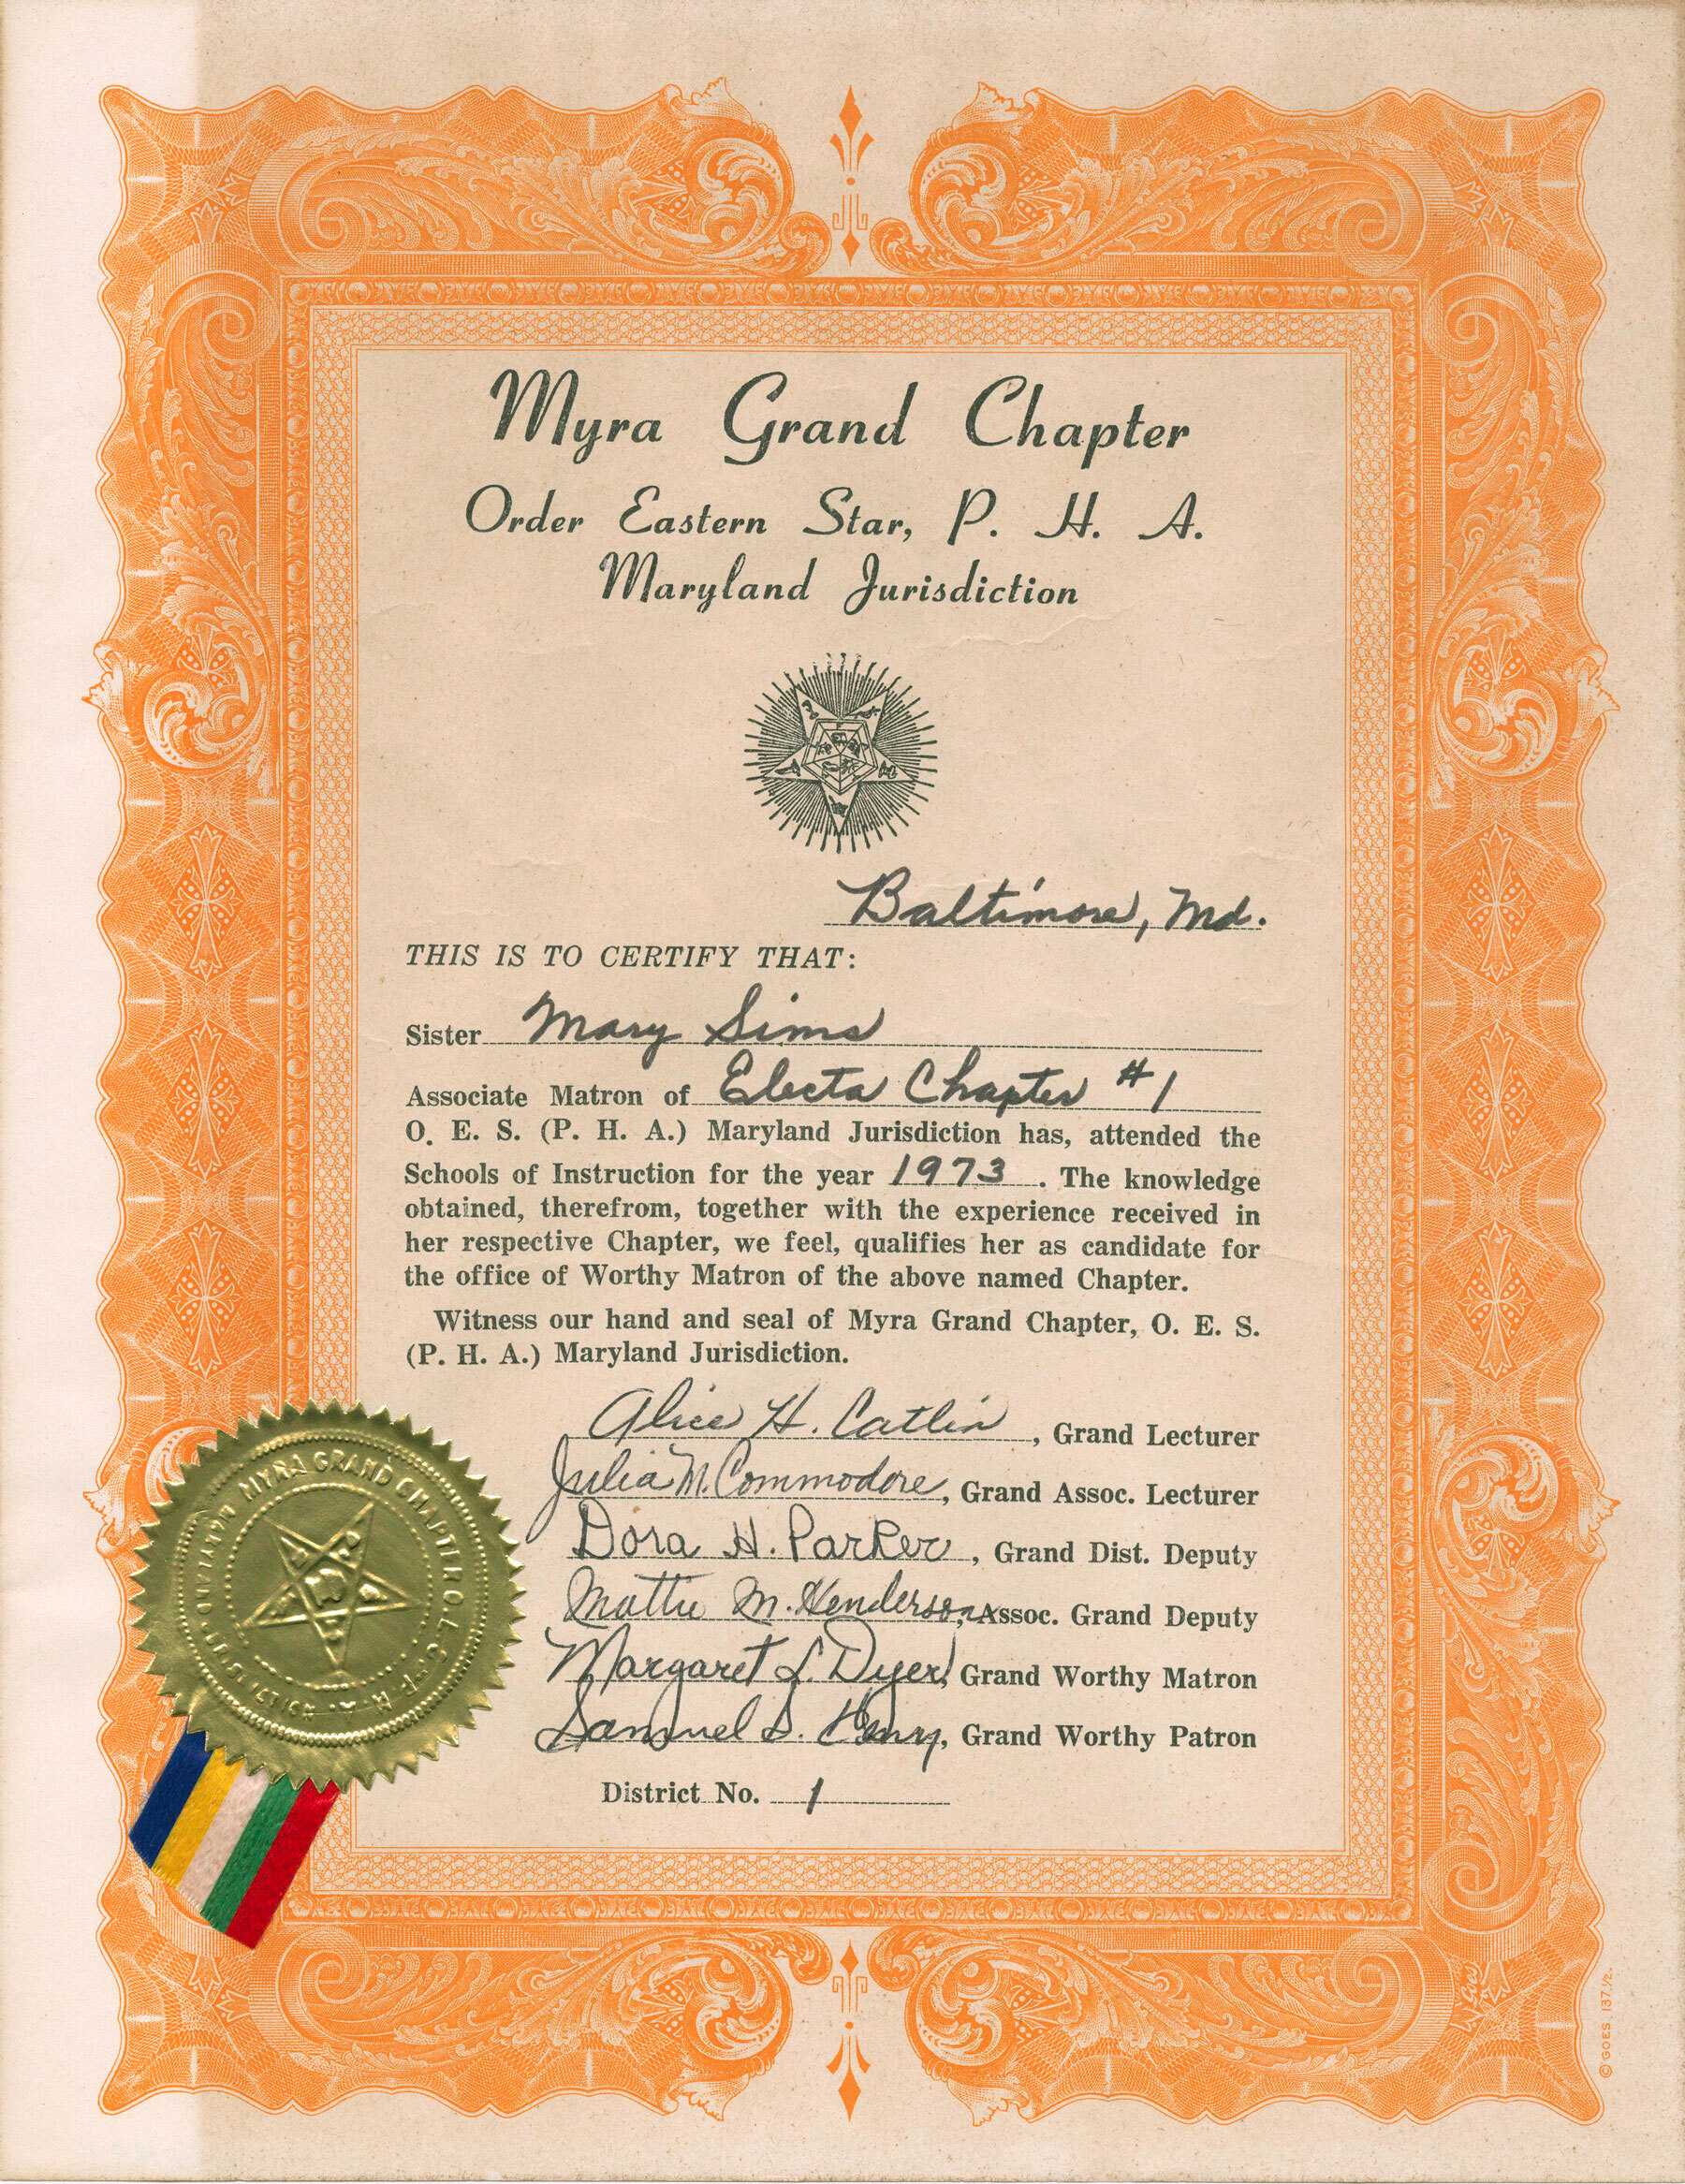 Myra Grand Chapter
Order Eastern Star, P. H. A.
Maryland Jurisdiction
Baltimore, Md.
THIS IS TO CERTIFY THAT:
Sister Mary Sims
Associate Matron of Electa Chapter #1
O. E. S. (P. H. A.) Maryland Jurisdiction has, attended the
Schools of Instruction for the year 1973. The knowledge
obtained, therefrom, together with the experience received in
her respective Chapter, we feel, qualifies her as candidate for
the office of Worthy Matron of the above named Chapter.
Witness our hand and seal of Myra Grand Chapter, O. E. S.
(P. H. A.) Maryland Jurisdiction.
Alice H. Catlin, Grand Lecturer
Julia M. Commodore, Grand Assoc. Lecturer
Dora H. Parker, Grand Dist. Deputy
Mattie M. Henderson, Assoc. Grand Deputy
Margaret L. Dyer, Grand Worthy Matron
Samuel S. Henry, Grand Worthy Patron
District No. 1
MYRA GRAND CHAPTER O. E. S.
© GOES 137½